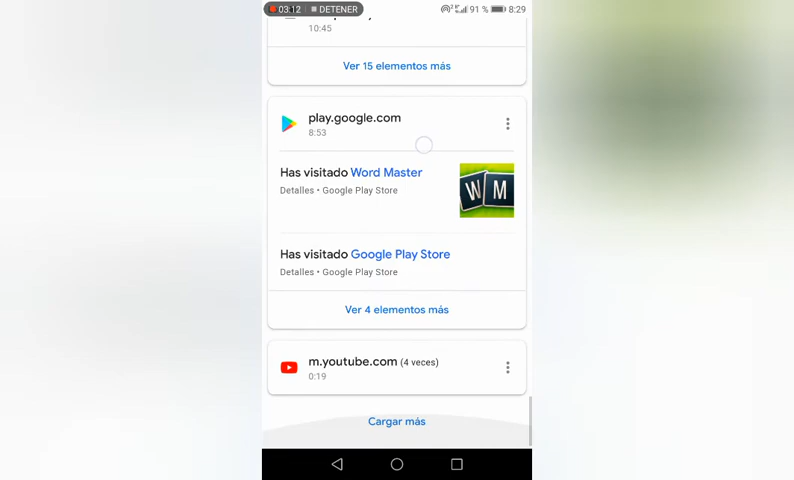 03:12 DETENER 91 % 8:29
10:45
Ver 15 elementos más
play.google.com
8:53
Has visitado Word Master
Detalles • Google Play Store
W M
Has visitado Google Play Store
Detalles • Google Play Store
Ver 4 elementos más
m.youtube.com (4 veces)
0:19
Cargar más